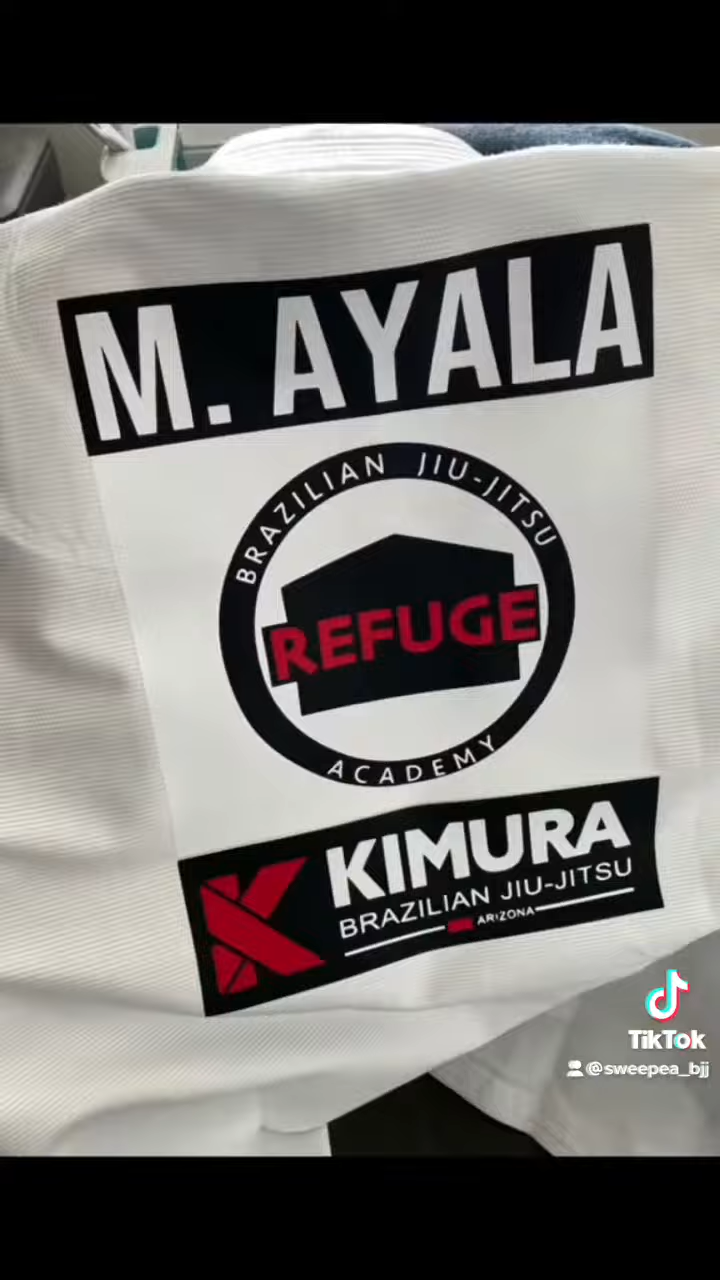 M. AYALA
BRAZILIAN JIU-JITSU
REFUGE
ACADEMY
KIMURA
BRAZILIAN JIU-JITSU
ARIZONA
TikTok
@sweepea_bjj